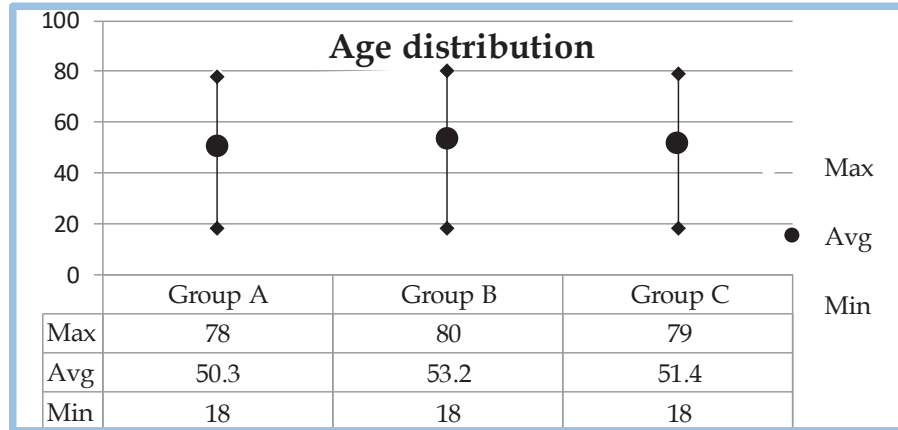 Age distribution
100
80
60
40
20
0
Max
Avg
Min
Group A Group B Group C
Max 78 80 79
Avg 50.3 53.2 51.4
Min 18 18 18